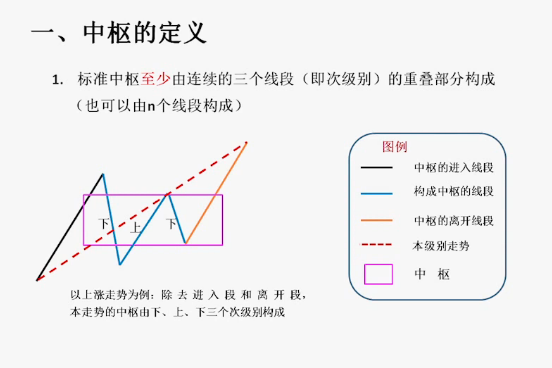 一、中枢的定义
1. 标准中枢至少由连续的三个线段（即次级别）的重叠部分构成
（也可以由n个线段构成）
图例
中枢的进入线段
构成中枢的线段
中枢的离开线段
本级别走势
中 枢
下 上 下
以上涨走势为例：除去进入段和离开段，
本走势的中枢由下、上、下三个次级别构成